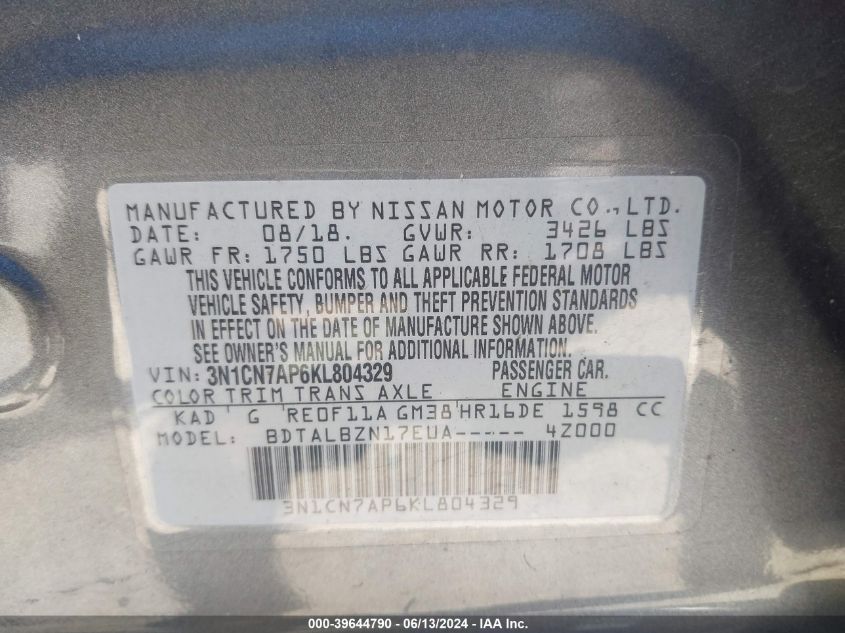 MANUFACTURED BY NISSAN MOTOR CO., LTD.
DATE: 08/18. GVWR: 3426 LBS
GAWR FR: 1750 LBS GAWR RR: 1708 LBS
THIS VEHICLE CONFORMS TO ALL APPLICABLE FEDERAL MOTOR
VEHICLE SAFETY, BUMPER AND THEFT PREVENTION STANDARDS
IN EFFECT ON THE DATE OF MANUFACTURE SHOWN ABOVE.
SEE OWNER'S MANUAL FOR ADDITIONAL INFORMATION.
VIN: 3N1CN7AP6KL804329 PASSENGER CAR.
COLOR TRIM TRANS AXLE ENGINE
KAD G RE0F11A GM38 HR16DE 1598 CC
MODEL: BDTALBZN17EUA----- 4Z000
3N1CN7AP6KL804329
000-39644790 - 06/13/2024 - IAA Inc.